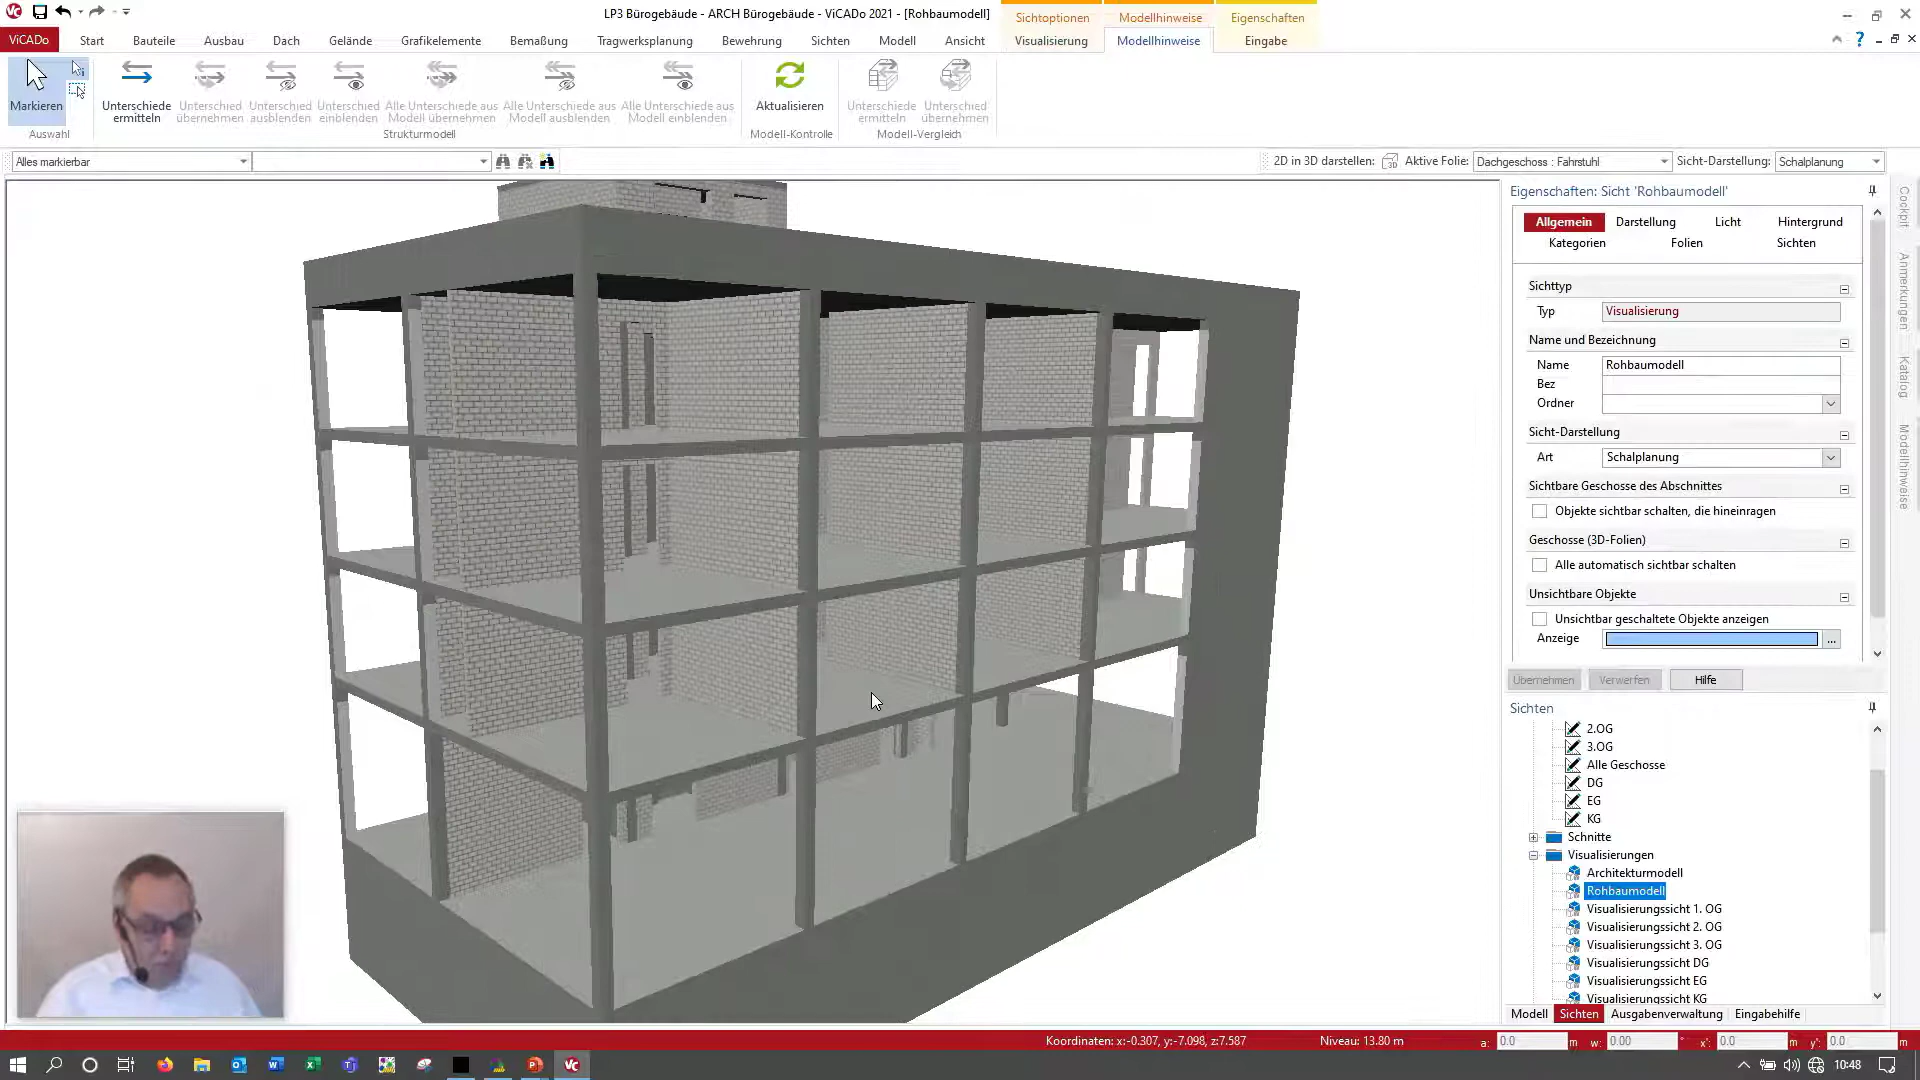 LP3 Bürogebäude - ARCH Bürogebäude - ViCADo 2021 - [Rohbaumodell]
Sichtoptionen Modellhinweise Eigenschaften
ViCADo Start Bauteile Ausbau Dach Gelände Grafikelemente Bemaßung Tragwerksplanung Bewehrung Sichten Modell Ansicht Visualisierung Modellhinweise Eingabe
Markieren
Unterschiede ermitteln
Unterschied übernehmen
Unterschied ausblenden
Unterschied einblenden
Alle Unterschiede aus Modell übernehmen
Alle Unterschiede aus Modell ausblenden
Alle Unterschiede aus Modell einblenden
Aktualisieren
Unterschiede ermitteln
Unterschied übernehmen
Auswahl Strukturmodell Modell-Kontrolle Modell-Vergleich
Alles markierbar 2D in 3D darstellen: Aktive Folie: Dachgeschoss : Fahrstuhl Sicht-Darstellung: Schalplanung
Eigenschaften: Sicht 'Rohbaumodell'
Allgemein Darstellung Licht Hintergrund
Kategorien Folien Sichten
Sichttyp
Typ Visualisierung
Name und Bezeichnung
Name Rohbaumodell
Bez
Ordner
Sicht-Darstellung
Art Schalplanung
Sichtbare Geschosse des Abschnittes
Objekte sichtbar schalten, die hineinragen
Geschosse (3D-Folien)
Alle automatisch sichtbar schalten
Unsichtbare Objekte
Unsichtbar geschaltete Objekte anzeigen
Anzeige ...
Übernehmen Verwerfen Hilfe
Sichten
2.OG
3.OG
Alle Geschosse
DG
EG
KG
Schnitte
Visualisierungen
Architekturmodell
Rohbaumodell
Visualisierungssicht 1. OG
Visualisierungssicht 2. OG
Visualisierungssicht 3. OG
Visualisierungssicht DG
Visualisierungssicht EG
Visualisierungssicht KG
Modell Sichten Ausgabenverwaltung Eingabehilfe
Cockpit
Anmerkungen
Katalog
Modellhinweise
Koordinaten: x:-0.307, y:-7.098, z:7.587 Niveau: 13.80 m a: 0.0 m w: 0.00 ° x': 0.0 m y': 0.0 m
10:48